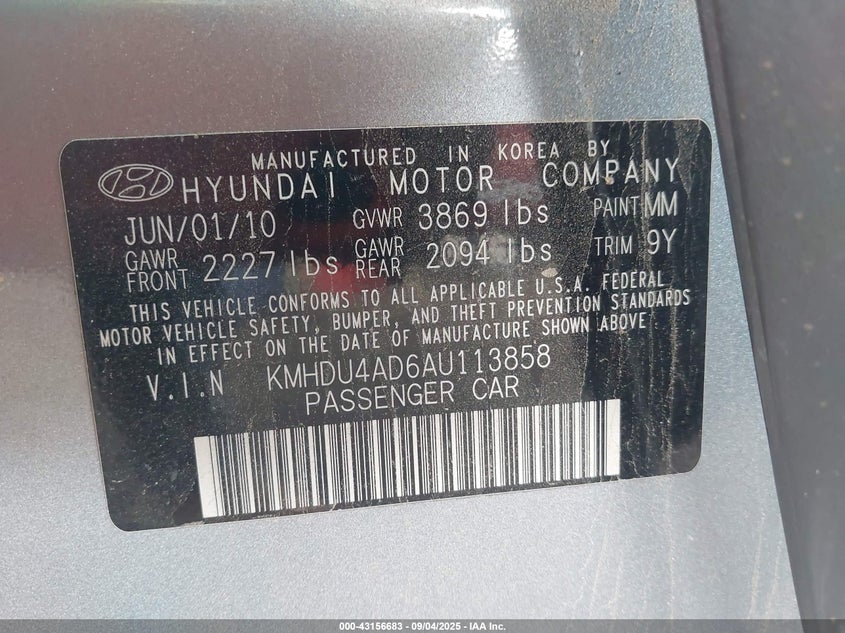 MANUFACTURED IN KOREA BY
HYUNDAI MOTOR COMPANY
JUN/01/10 GVWR 3869 lbs PAINT MM
GAWR FRONT 2227 lbs GAWR REAR 2094 lbs TRIM 9Y
THIS VEHICLE CONFORMS TO ALL APPLICABLE U.S.A. FEDERAL
MOTOR VEHICLE SAFETY, BUMPER, AND THEFT PREVENTION STANDARDS
IN EFFECT ON THE DATE OF MANUFACTURE SHOWN ABOVE
V.I.N KMHDU4AD6AU113858
PASSENGER CAR
000-43156683 - 09/04/2025 - IAA Inc.